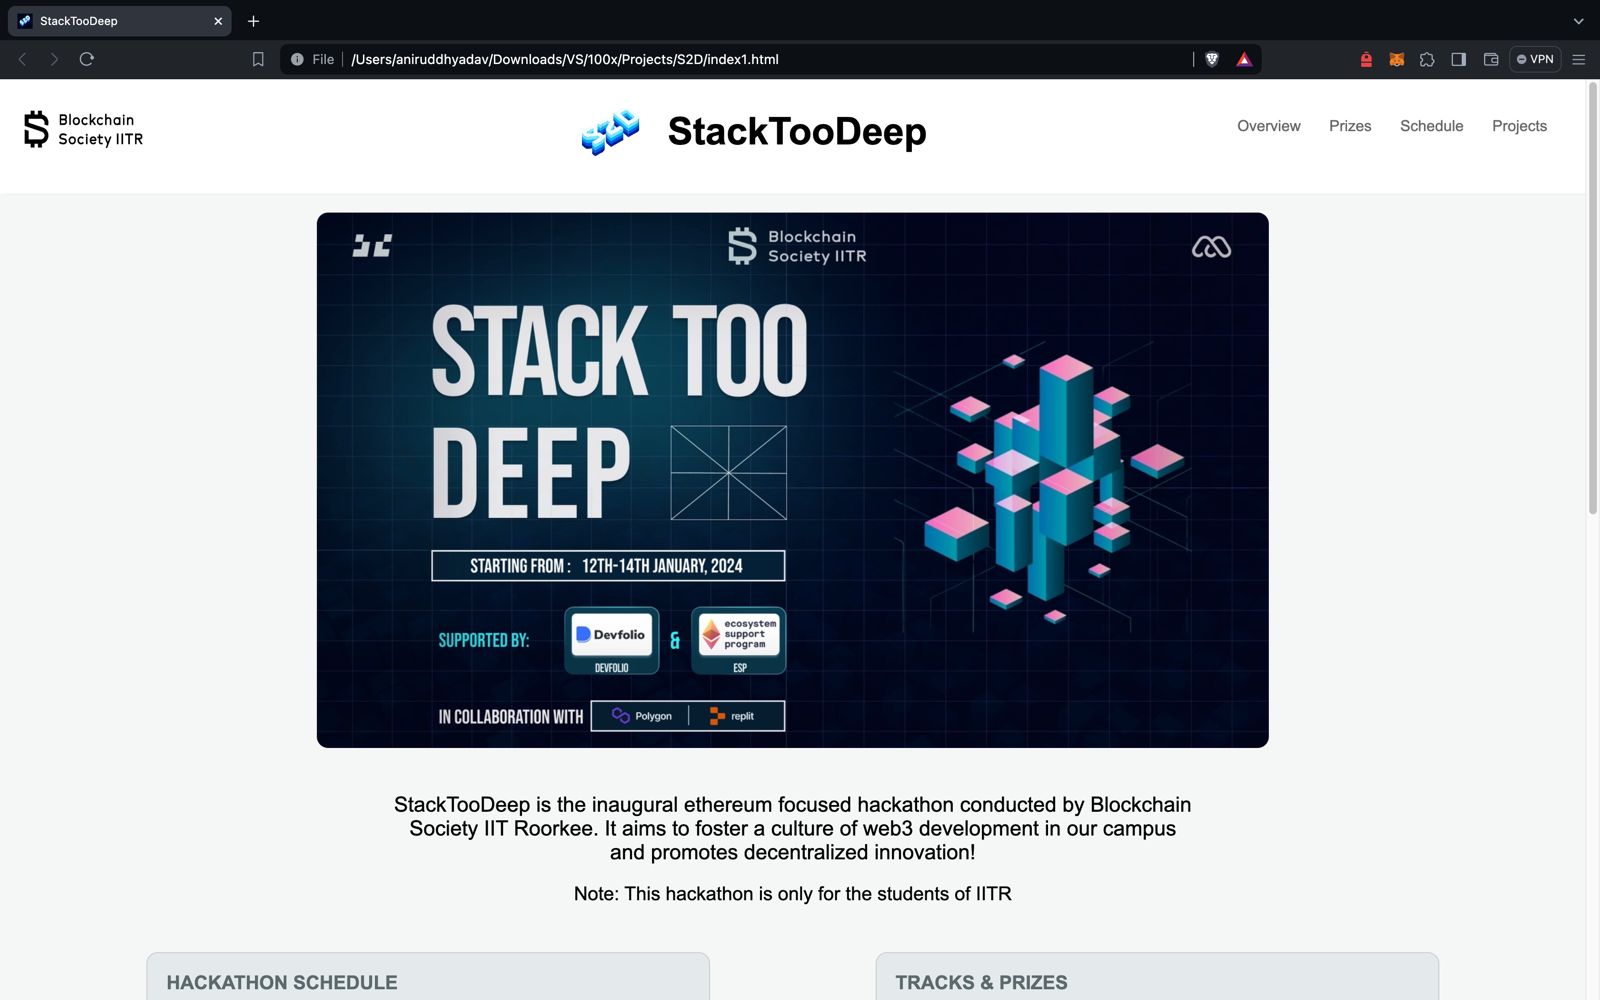 StackTooDeep
File
/Users/aniruddhyadav/Downloads/VS/100x/Projects/S2D/index1.html
VPN
Blockchain
Society IITR
S2D
StackTooDeep
Overview
Prizes
Schedule
Projects
Blockchain
Society IITR
STACK TOO
DEEP
STARTING FROM : 12TH-14TH JANUARY, 2024
SUPPORTED BY:
Devfolio
DEVFOLIO
&
ecosystem
support
program
ESP
IN COLLABORATION WITH
Polygon
replit
StackTooDeep is the inaugural ethereum focused hackathon conducted by Blockchain
Society IIT Roorkee. It aims to foster a culture of web3 development in our campus
and promotes decentralized innovation!
Note: This hackathon is only for the students of IITR
HACKATHON SCHEDULE
TRACKS & PRIZES